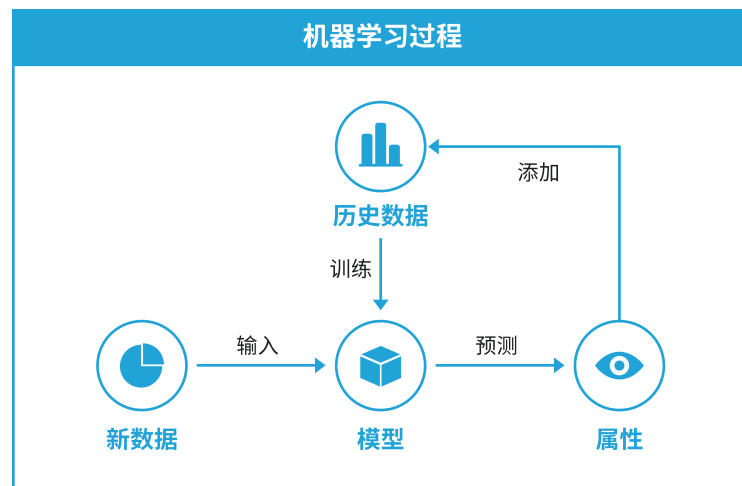 机器学习过程
添加
历史数据
训练
输入
预测
新数据
模型
属性